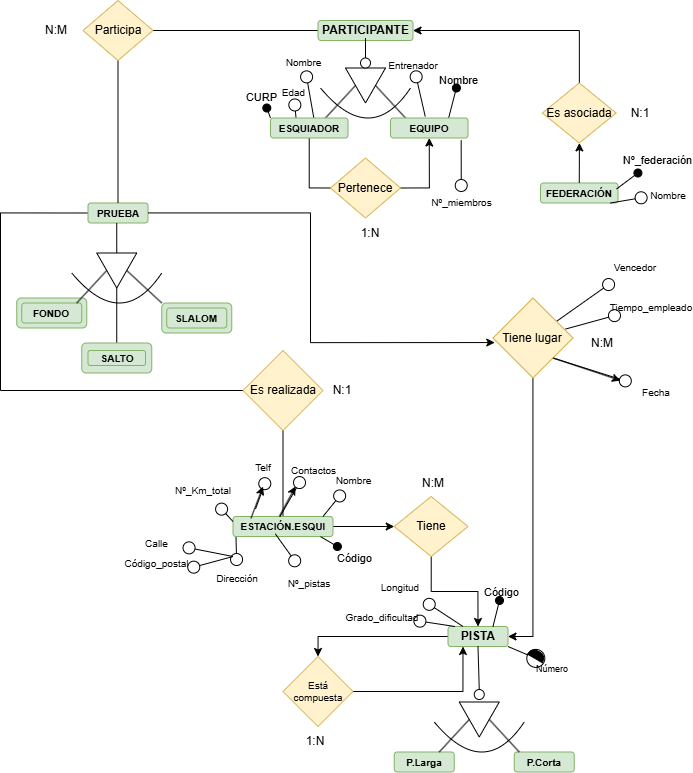 N:M
Participa
PARTICIPANTE
Nombre
Entrenador
Nombre
CURP
Edad
ESQUIADOR
EQUIPO
Es asociada
N:1
Nº_federación
Pertenece
FEDERACIÓN
Nombre
Nº_miembros
PRUEBA
1:N
Vencedor
FONDO
SLALOM
Tiempo_empleado
SALTO
Tiene lugar
N:M
Es realizada
N:1
Fecha
Telf
Contactos
Nombre
Nº_Km_total
N:M
ESTACIÓN.ESQUI
Tiene
Calle
Código_postal
Código
Dirección
Nº_pistas
Longitud
Código
Grado_dificultad
PISTA
Número
Está
compuesta
1:N
P.Larga
P.Corta